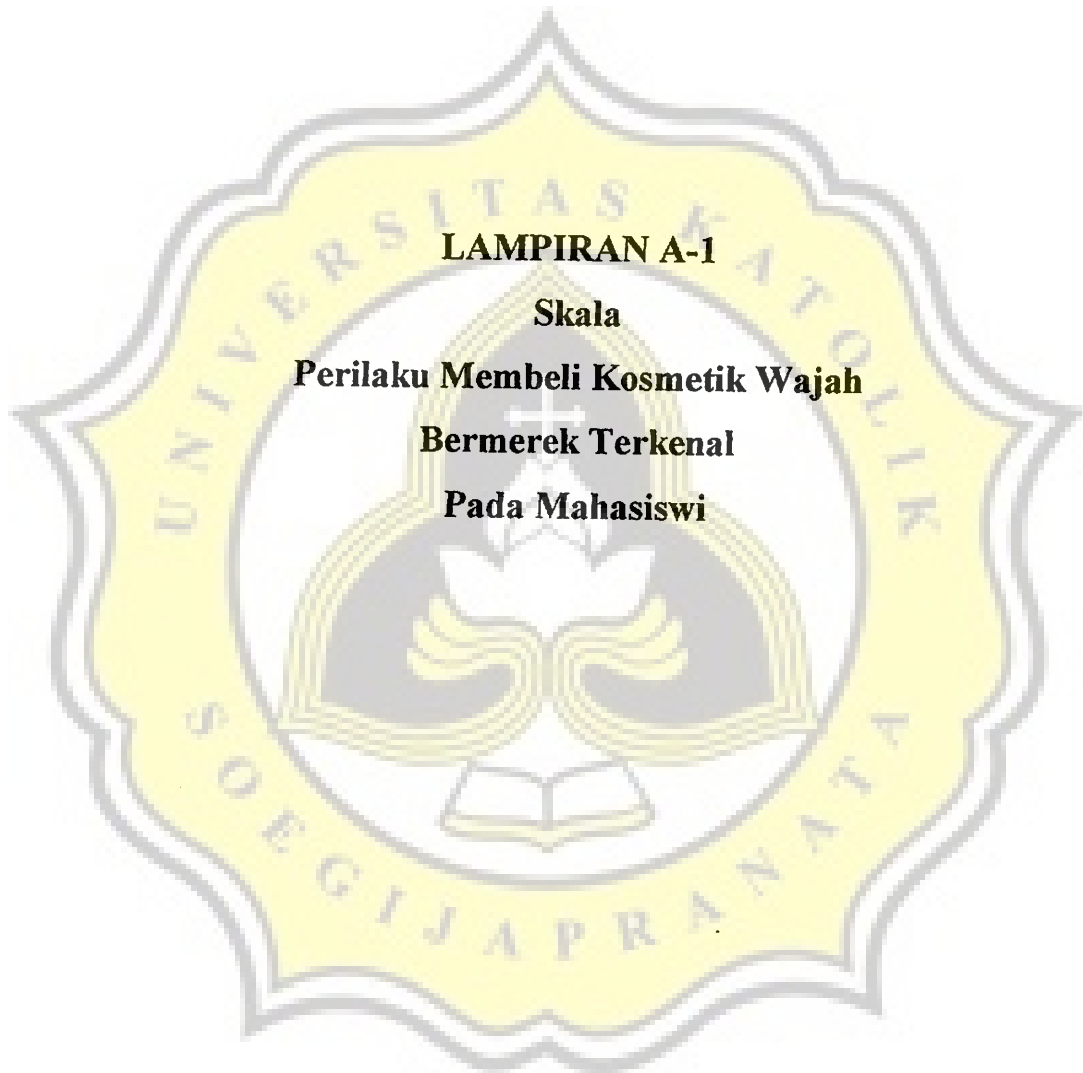 UNIVERSITAS KATOLIK
LAMPIRAN A-1
Skala
Perilaku Membeli Kosmetik Wajah
Bermerek Terkenal
Pada Mahasiswi
SOEGIJAPRANATA